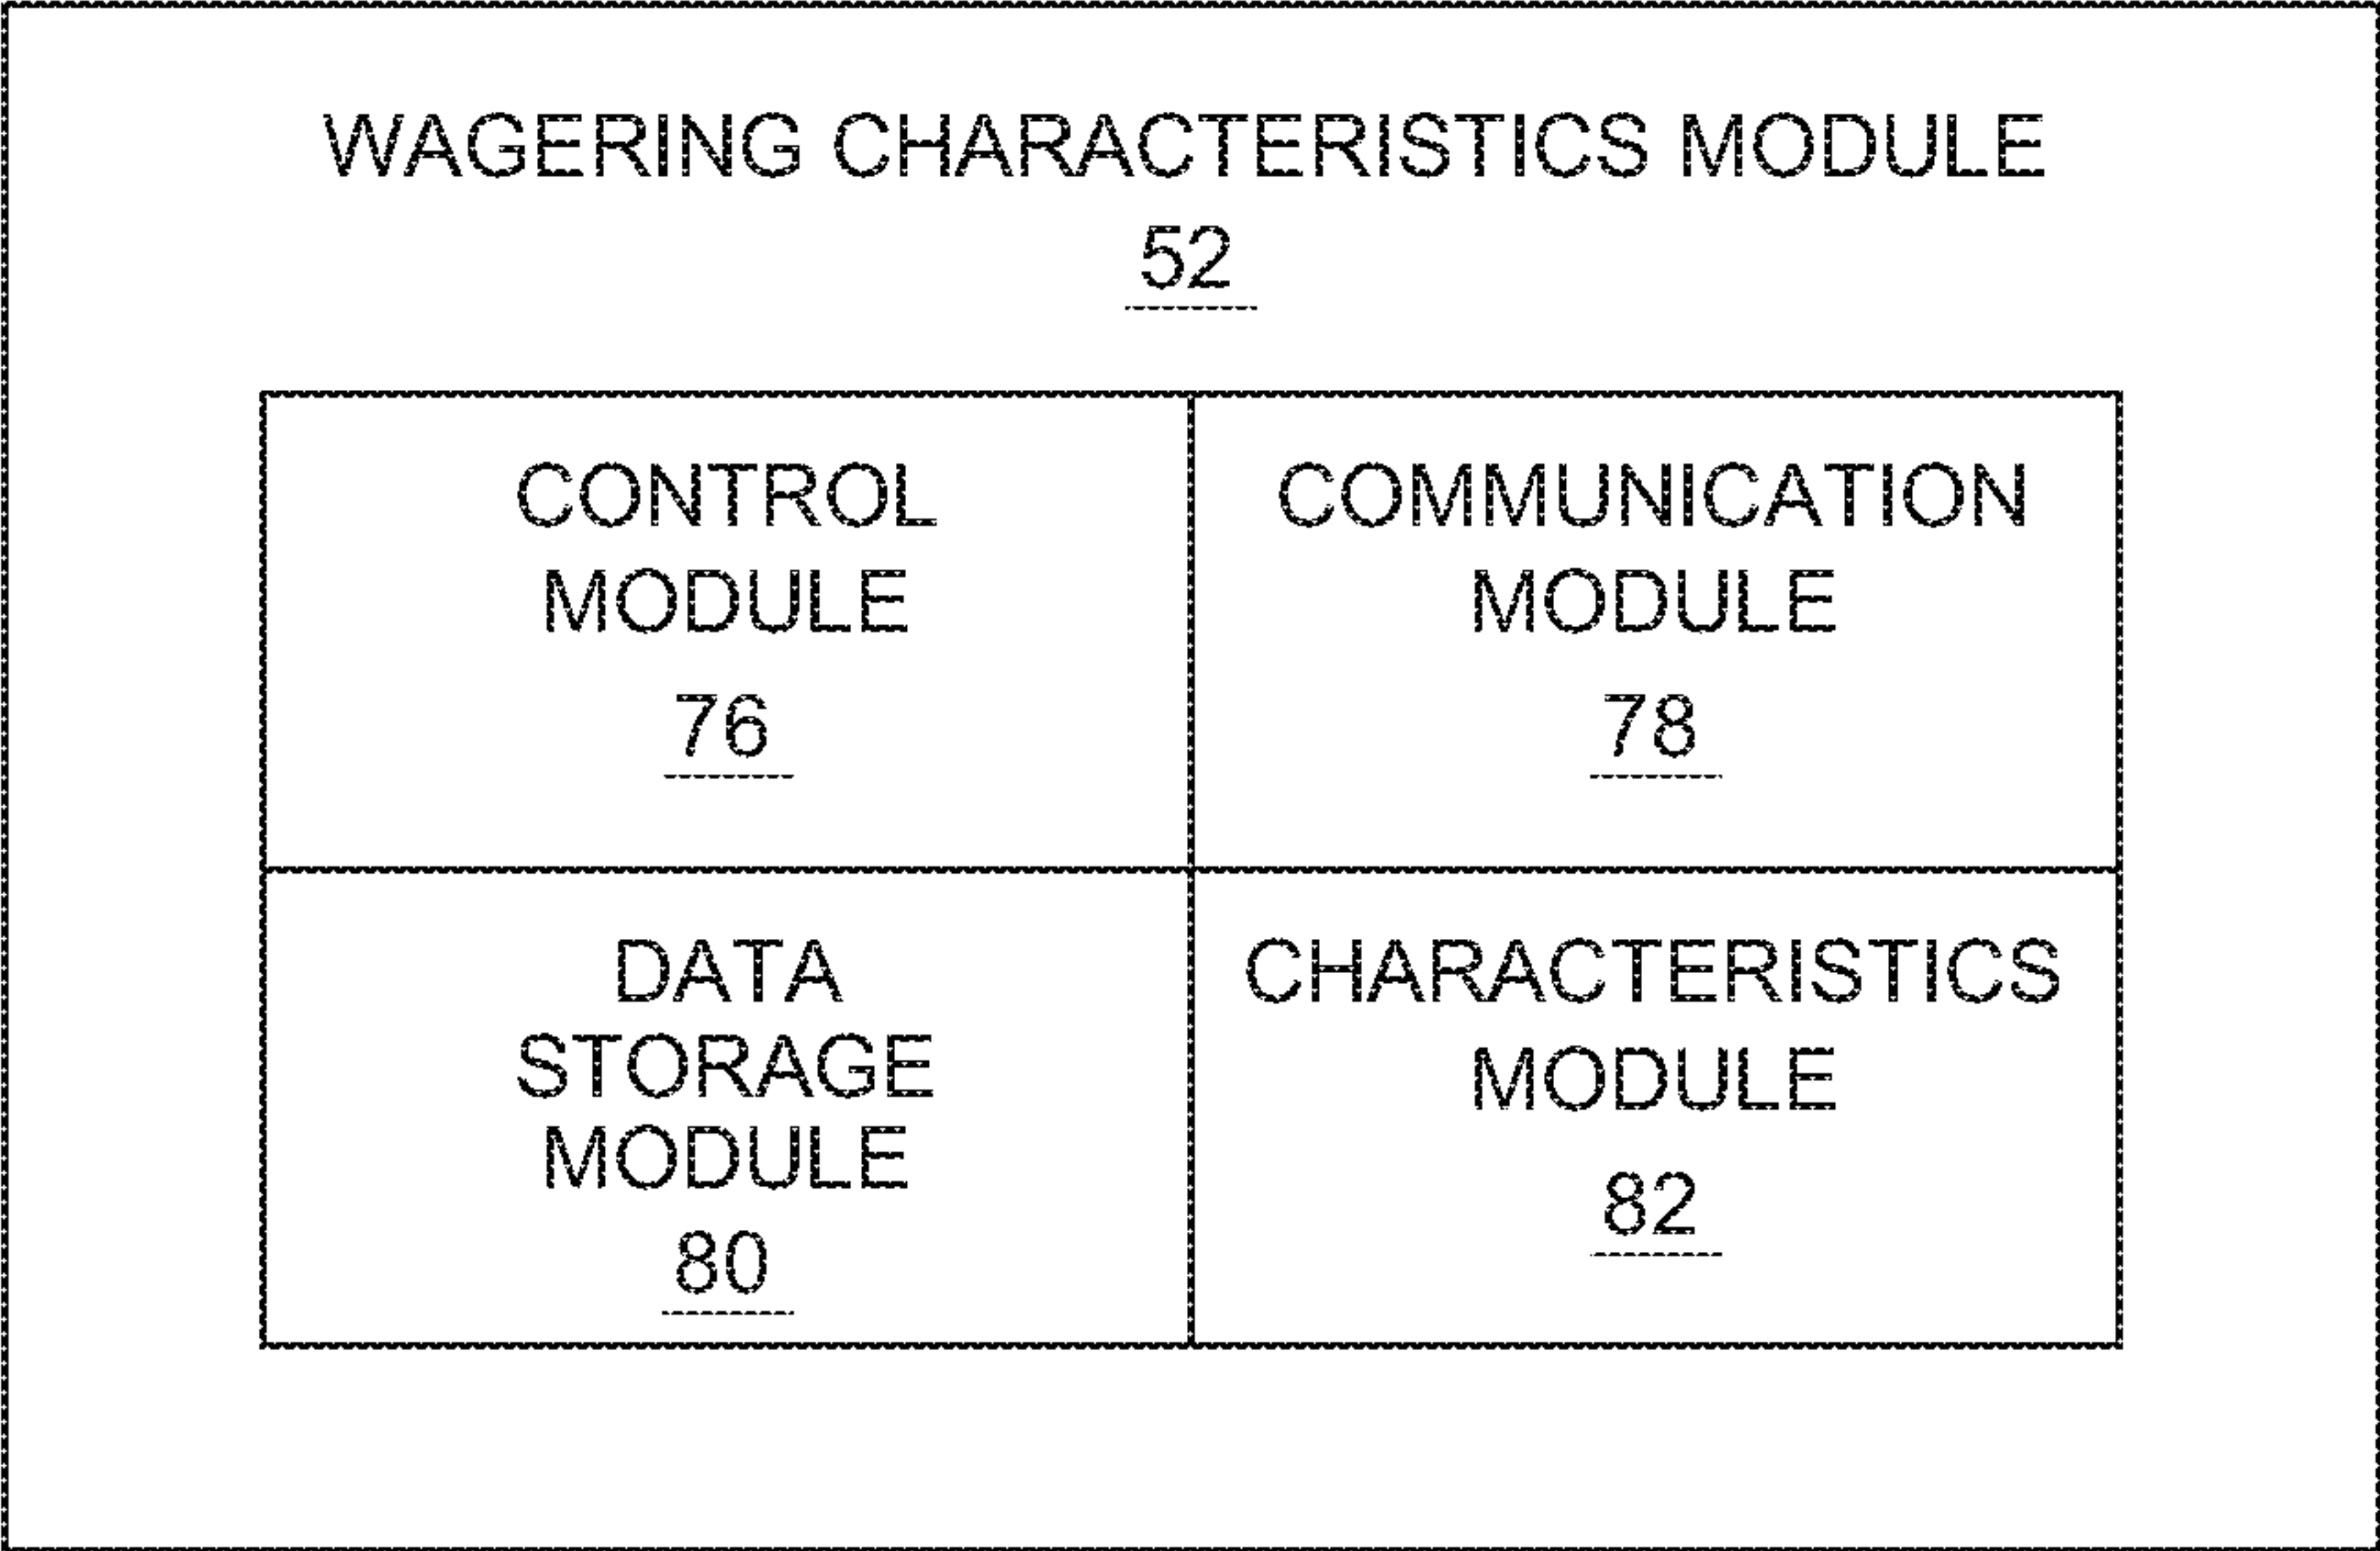 WAGERING CHARACTERISTICS MODULE
52
CONTROL
MODULE
76
COMMUNICATION
MODULE
78
DATA
STORAGE
MODULE
80
CHARACTERISTICS
MODULE
82